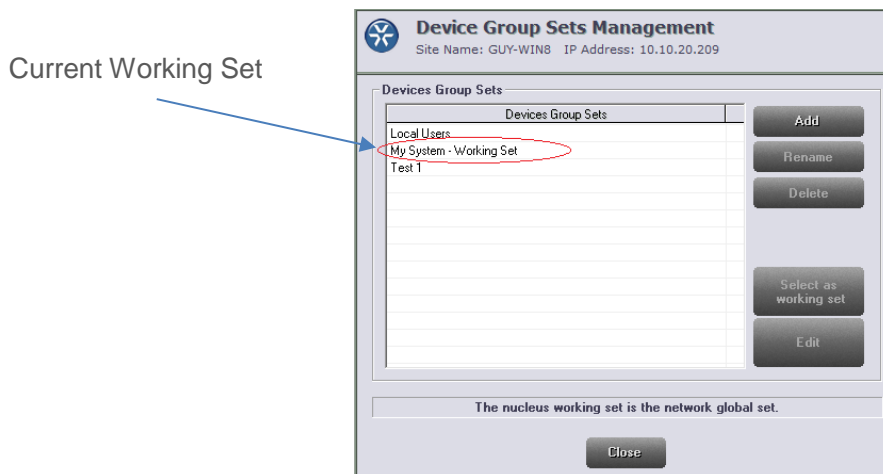 Device Group Sets Management
Site Name: GUY-WIN8 IP Address: 10.10.20.209
Current Working Set
Devices Group Sets
Devices Group Sets
Local Users
My System - Working Set
Test 1
Add
Rename
Delete
Select as
working set
Edit
The nucleus working set is the network global set.
Close